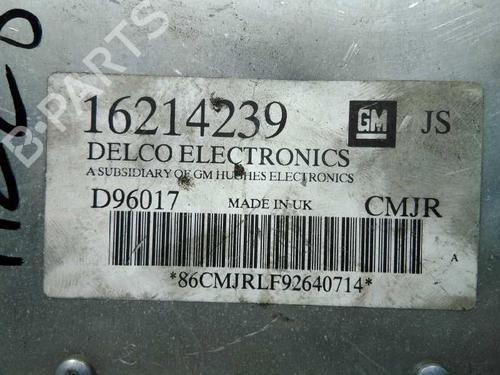 B-PARTS
16214239 GM JS
DELCO ELECTRONICS
A SUBSIDIARY OF GM HUGHES ELECTRONICS
D96017 MADE IN UK CMJR
A
*86CMJRLF92640714*